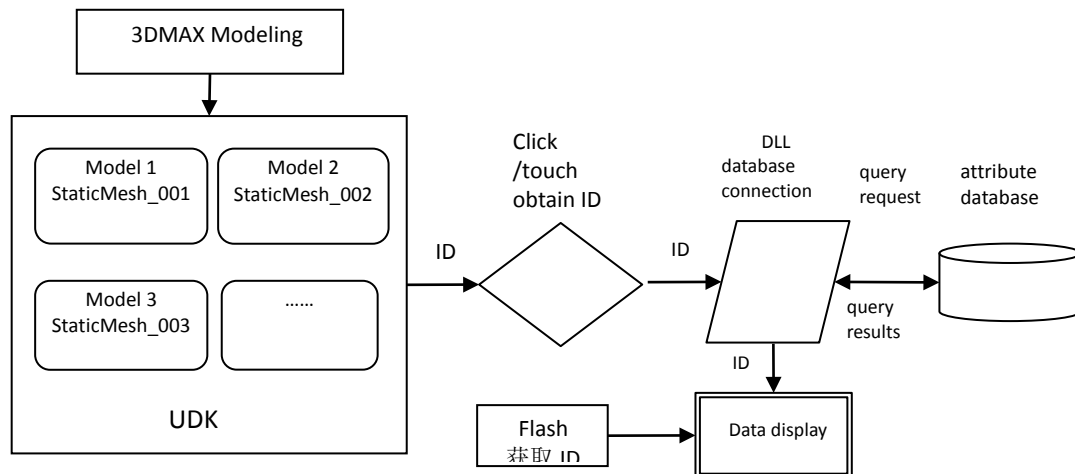 3DMAX Modeling
Model 1
StaticMesh_001
Model 2
StaticMesh_002
Model 3
StaticMesh_003
……
UDK
ID
Click
/touch
obtain ID
ID
DLL
database
connection
query
request
attribute
database
query
results
ID
Flash
获取 ID
Data display